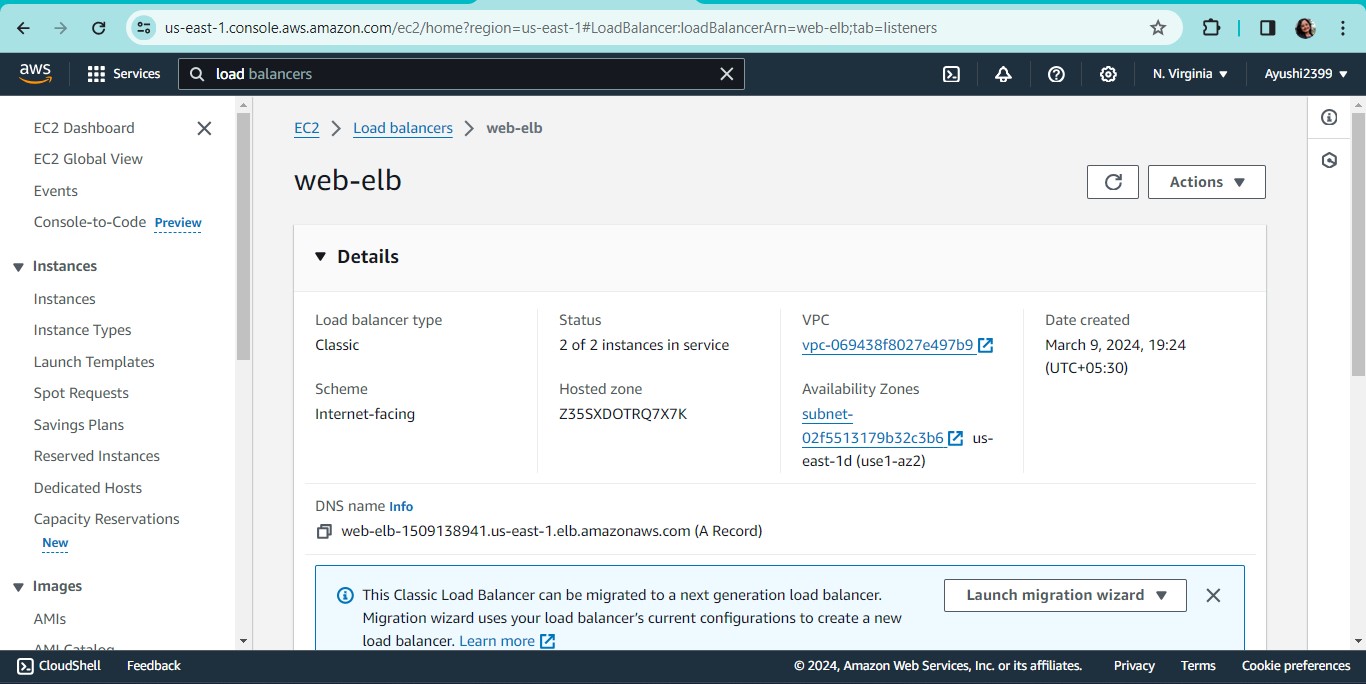 us-east-1.console.aws.amazon.com/ec2/home?region=us-east-1#LoadBalancer:loadBalancerArn=web-elb;tab=listeners
aws
Services
load balancers
N. Virginia
Ayushi2399
EC2 Dashboard
EC2 Global View
Events
Console-to-Code Preview
Instances
Instances
Instance Types
Launch Templates
Spot Requests
Savings Plans
Reserved Instances
Dedicated Hosts
Capacity Reservations
New
Images
AMIs
AMI Catalog
EC2 > Load balancers > web-elb
web-elb
Actions
Details
Load balancer type
Classic
Scheme
Internet-facing
Status
2 of 2 instances in service
Hosted zone
Z35SXDOTRQ7X7K
VPC
vpc-069438f8027e497b9
Availability Zones
subnet-
02f5513179b32c3b6 us-
east-1d (use1-az2)
Date created
March 9, 2024, 19:24
(UTC+05:30)
DNS name Info
web-elb-1509138941.us-east-1.elb.amazonaws.com (A Record)
This Classic Load Balancer can be migrated to a next generation load balancer.
Migration wizard uses your load balancer's current configurations to create a new
load balancer. Learn more
Launch migration wizard
CloudShell
Feedback
© 2024, Amazon Web Services, Inc. or its affiliates.
Privacy
Terms
Cookie preferences